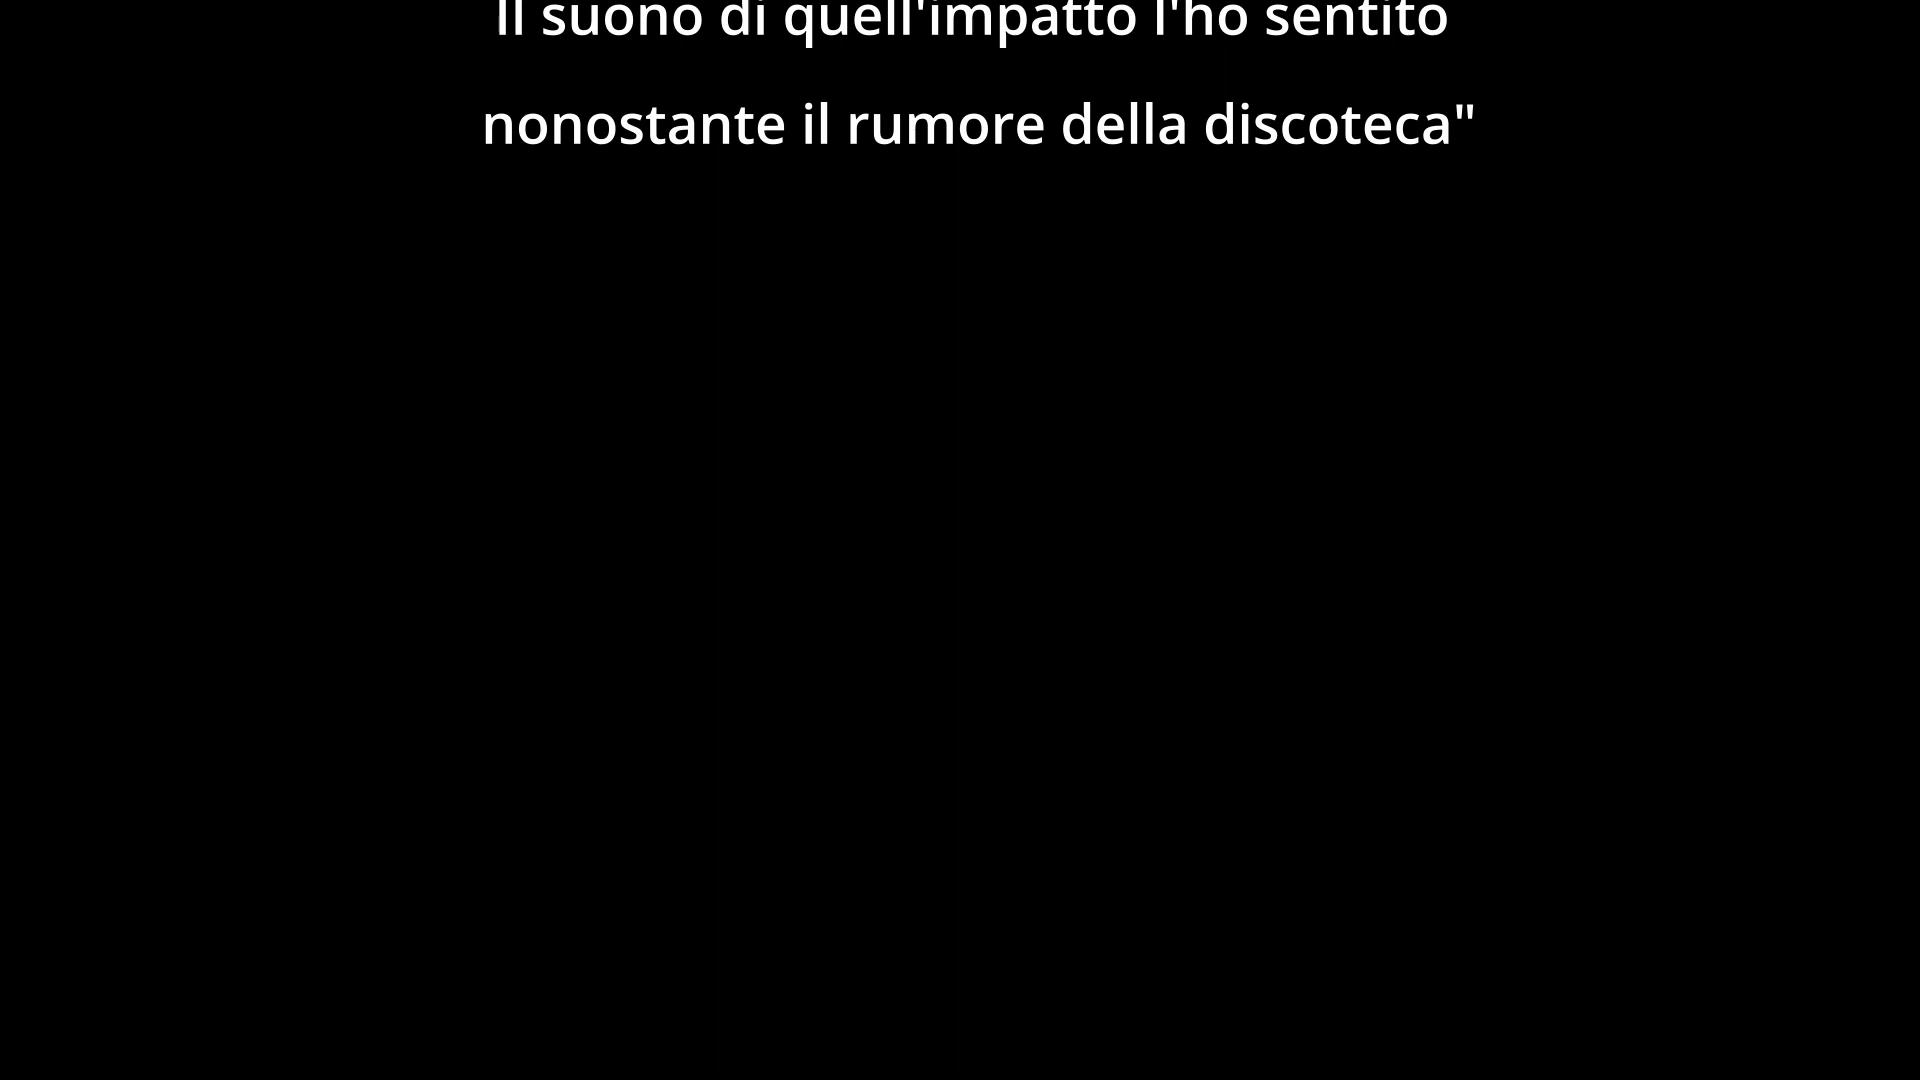 Il suono di quell'impatto l'ho sentito
nonostante il rumore della discoteca"